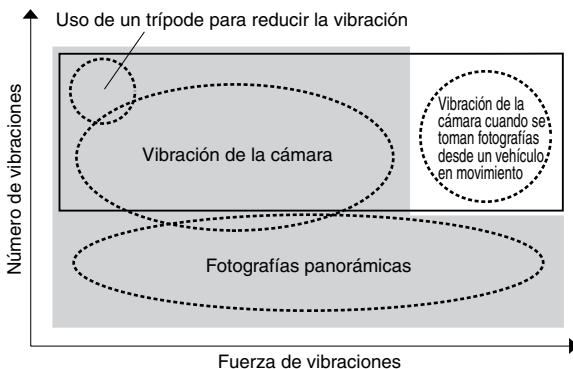 Uso de un trípode para reducir la vibración
Número de vibraciones
Vibración de la cámara
Vibración de la
cámara cuando se
toman fotografías
desde un vehículo
en movimiento
Fotografías panorámicas
Fuerza de vibraciones